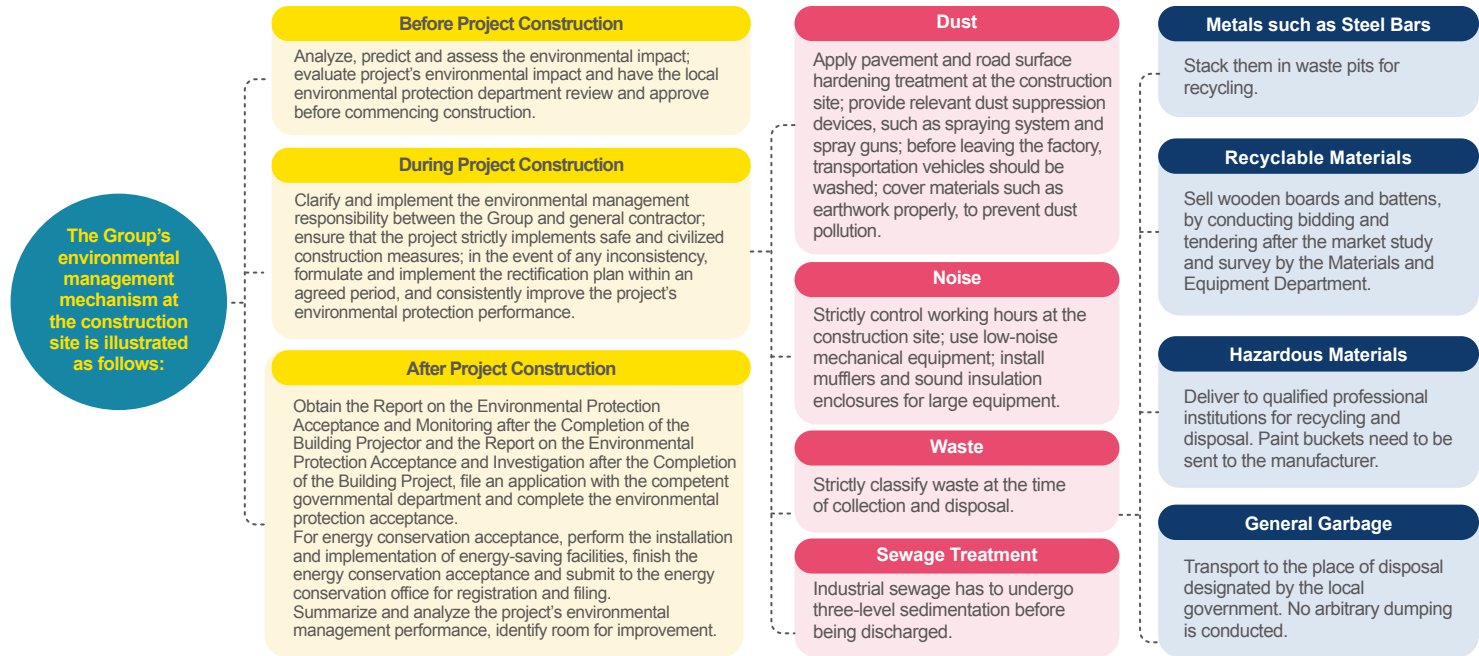 The Group's
environmental
management
mechanism at
the construction
site is illustrated
as follows:
Before Project Construction
Analyze, predict and assess the environmental impact;
evaluate project's environmental impact and have the local
environmental protection department review and approve
before commencing construction.
During Project Construction
Clarify and implement the environmental management
responsibility between the Group and general contractor;
ensure that the project strictly implements safe and civilized
construction measures; in the event of any inconsistency,
formulate and implement the rectification plan within an
agreed period, and consistently improve the project's
environmental protection performance.
After Project Construction
Obtain the Report on the Environmental Protection
Acceptance and Monitoring after the Completion of the
Building Projector and the Report on the Environmental
Protection Acceptance and Investigation after the Completion
of the Building Project, file an application with the competent
governmental department and complete the environmental
protection acceptance.
For energy conservation acceptance, perform the installation
and implementation of energy-saving facilities, finish the
energy conservation acceptance and submit to the energy
conservation office for registration and filing.
Summarize and analyze the project's environmental
management performance, identify room for improvement.
Dust
Apply pavement and road surface
hardening treatment at the construction
site; provide relevant dust suppression
devices, such as spraying system and
spray guns; before leaving the factory,
transportation vehicles should be
washed; cover materials such as
earthwork properly, to prevent dust
pollution.
Noise
Strictly control working hours at the
construction site; use low-noise
mechanical equipment; install
mufflers and sound insulation
enclosures for large equipment.
Waste
Strictly classify waste at the time
of collection and disposal.
Sewage Treatment
Industrial sewage has to undergo
three-level sedimentation before
being discharged.
Metals such as Steel Bars
Stack them in waste pits for
recycling.
Recyclable Materials
Sell wooden boards and battens,
by conducting bidding and
tendering after the market study
and survey by the Materials and
Equipment Department.
Hazardous Materials
Deliver to qualified professional
institutions for recycling and
disposal. Paint buckets need to be
sent to the manufacturer.
General Garbage
Transport to the place of disposal
designated by the local
government. No arbitrary dumping
is conducted.